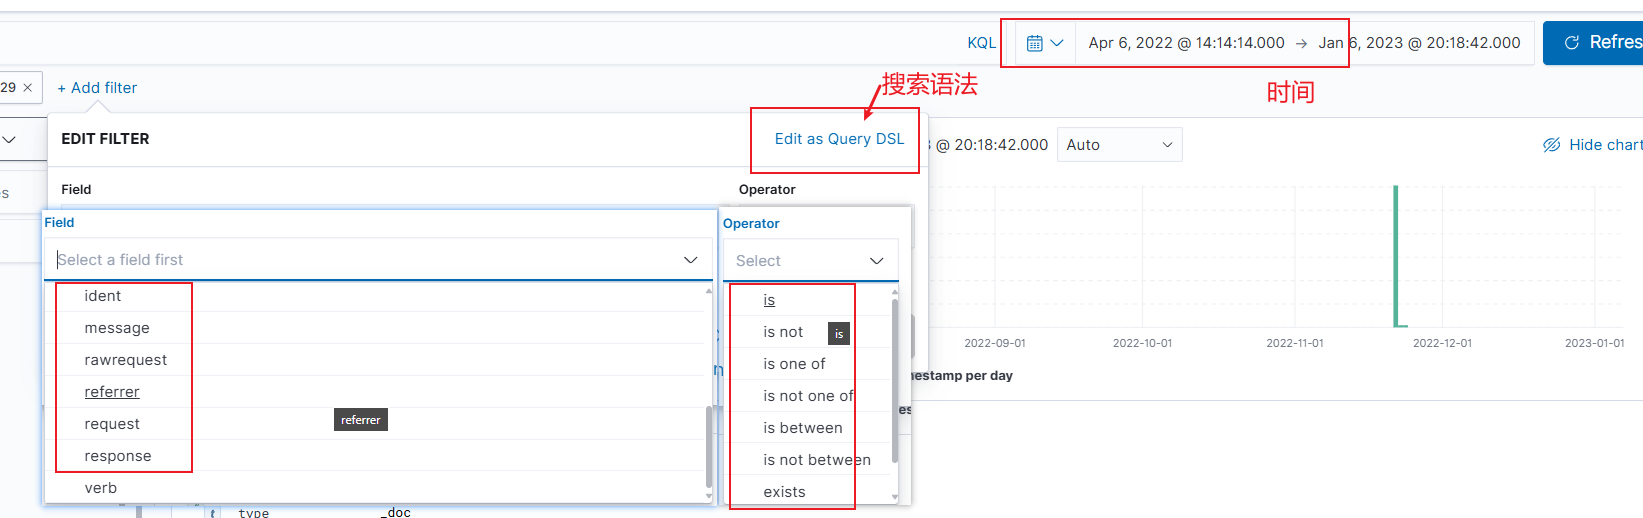 KQL
Apr 6, 2022 @ 14:14:14.000 → Jan 6, 2023 @ 20:18:42.000
Refres
29 ×
+ Add filter
搜索语法
时间
EDIT FILTER
Edit as Query DSL
@ 20:18:42.000
Auto
Hide chart
Field
Operator
es
Field
Operator
Select a field first
Select
ident
message
rawrequest
referrer
request
response
verb
referrer
is
is not
is one of
is not one of
is between
is not between
exists
is
2022-09-01
2022-10-01
2022-11-01
2022-12-01
2023-01-01
nestamp per day
es
t
type
_doc